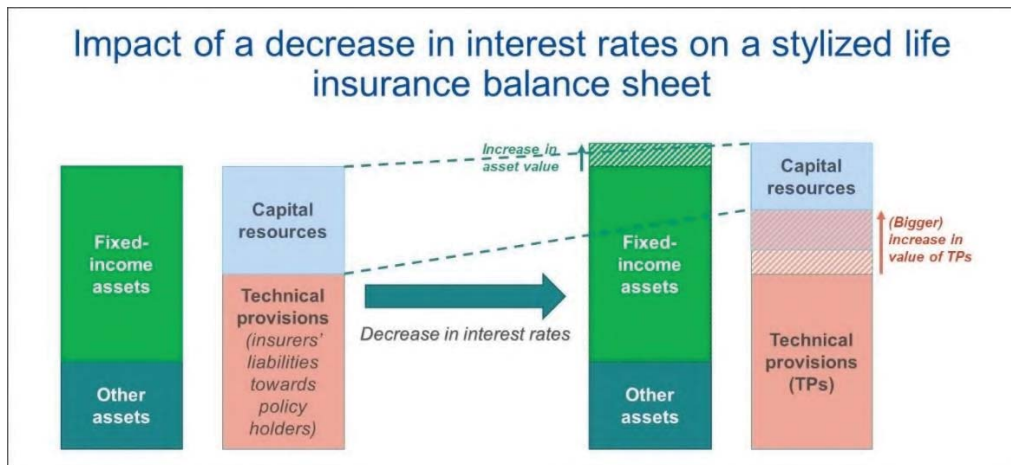 Impact of a decrease in interest rates on a stylized life
insurance balance sheet
Fixed-
income
assets
Other
assets
Capital
resources
Technical
provisions
(insurers'
liabilities
towards
policy
holders)
Decrease in interest rates
Increase in
asset value
Fixed-
income
assets
Other
assets
Capital
resources
(Bigger)
increase in
value of TPs
Technical
provisions
(TPs)